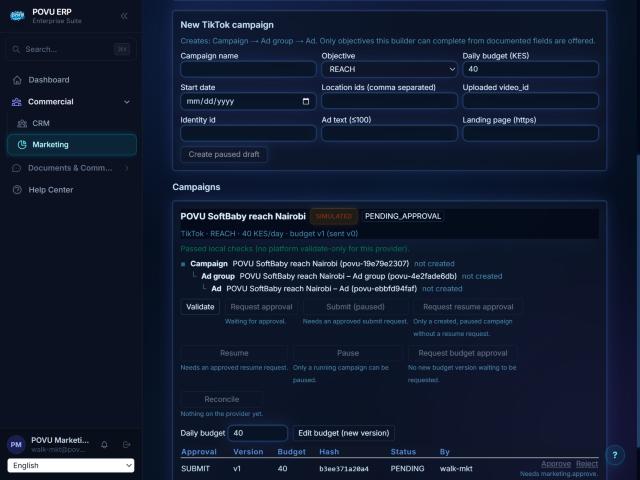 POVU ERP
Enterprise Suite
Search...
⌘K
Dashboard
Commercial
CRM
Marketing
Documents & Comm...
Help Center
POVU Marketi...
PM
walk-mkt@pov...
English
New TikTok campaign
Creates: Campaign → Ad group → Ad. Only objectives this builder can complete from documented fields are offered.
Campaign name Objective Daily budget (KES)
REACH 40
Start date Location ids (comma separated) Uploaded video_id
mm/dd/yyyy
Identity id Ad text (≤100) Landing page (https)
Create paused draft
Campaigns
POVU SoftBaby reach Nairobi SIMULATED PENDING_APPROVAL
TikTok · REACH · 40 KES/day · budget v1 (sent v0)
Passed local checks (no platform validate-only for this provider).
Campaign POVU SoftBaby reach Nairobi (povu-19e79e2307) not created
└ Ad group POVU SoftBaby reach Nairobi – Ad group (povu-4e2fade6db) not created
└ Ad POVU SoftBaby reach Nairobi – Ad (povu-ebbfd94faf) not created
Validate Request approval Submit (paused) Request resume approval
Waiting for approval. Needs an approved submit request. Only a created, paused campaign
without a resume request.
Resume Pause Request budget approval
Needs an approved resume request. Only a running campaign can be No new budget version waiting to be
paused. requested.
Reconcile
Nothing on the provider yet.
Daily budget 40 Edit budget (new version)
Approval Version Budget Hash Status By
SUBMIT v1 40 b3ee371a20a4 PENDING walk-mkt Approve Reject
Needs marketing.approve.
?